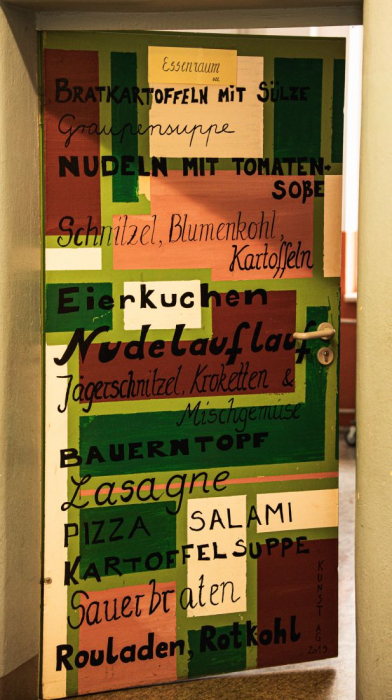 Essenraum
BRATKARTOFFELN MIT SÜLZE
Graupensuppe
NUDELN MIT TOMATEN-
SOßE
Schnitzel, Blumenkohl,
Kartoffeln
Eierkuchen
Nudelauflauf
Jägerschnitzel, Kroketten &
Mischgemüse
BAUERNTOPF
Lasagne
PIZZA SALAMI
KARTOFFELSUPPE
Sauerbraten
Rouladen, Rotkohl
KUNST AG
2013